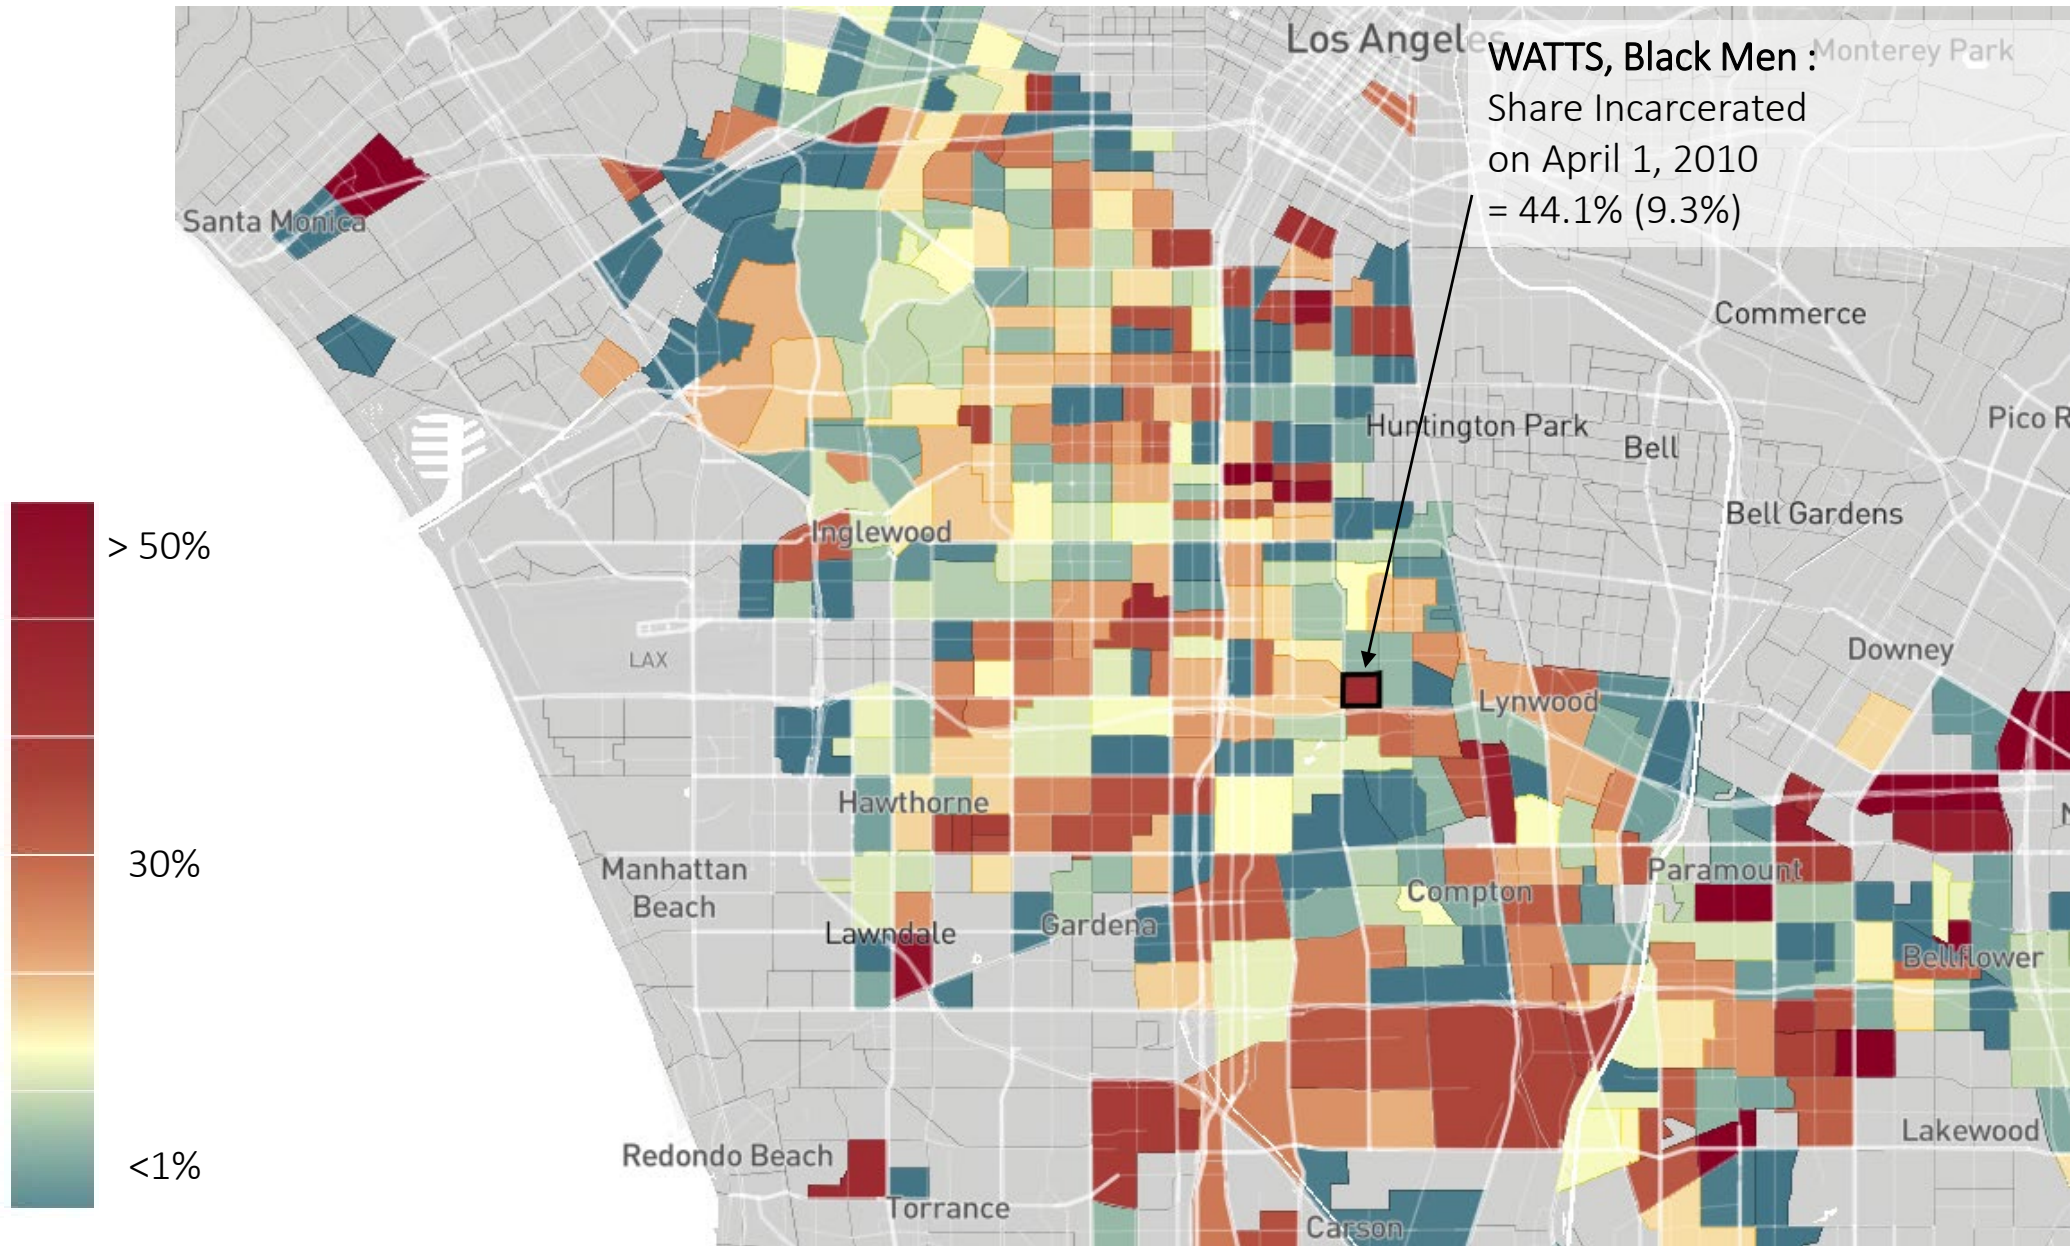 Los Angeles
Monterey Park
WATTS, Black Men :
Share Incarcerated
on April 1, 2010
= 44.1% (9.3%)
Santa Monica
Commerce
Huntington Park
Pico R
Bell
Bell Gardens
> 50%
Inglewood
LAX
Downey
Lynwood
Hawthorne
N
30%
Manhattan
Beach
Paramount
Compton
Lawndale
Gardena
Bellflower
<1%
Redondo Beach
Lakewood
Torrance
Carson